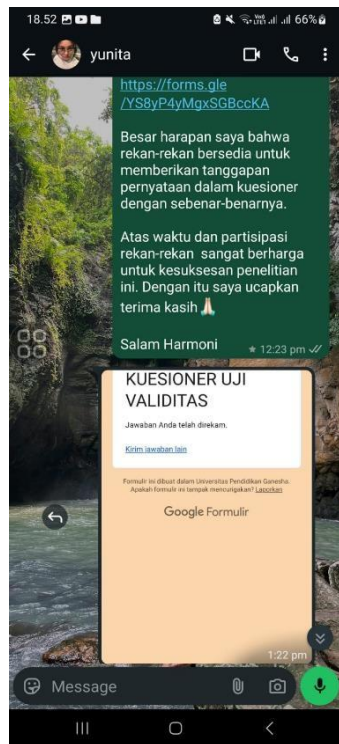 18.52
66%
yunita
https://forms.gle
/YS8yP4yMgxSGBccKA
Besar harapan saya bahwa
rekan-rekan bersedia untuk
memberikan tanggapan
pernyataan dalam kuesioner
dengan sebenar-benarnya.
Atas waktu dan partisipasi
rekan-rekan sangat berharga
untuk kesuksesan penelitian
ini. Dengan itu saya ucapkan
terima kasih 🙏🏻
Salam Harmoni
12:23 pm
KUESIONER UJI
VALIDITAS
Jawaban Anda telah direkam.
Kirim jawaban lain
Formulir ini dibuat dalam Universitas Pendidikan Ganesha.
Apakah formulir ini tampak mencurigakan? Laporkan
Google Formulir
1:22 pm
Message